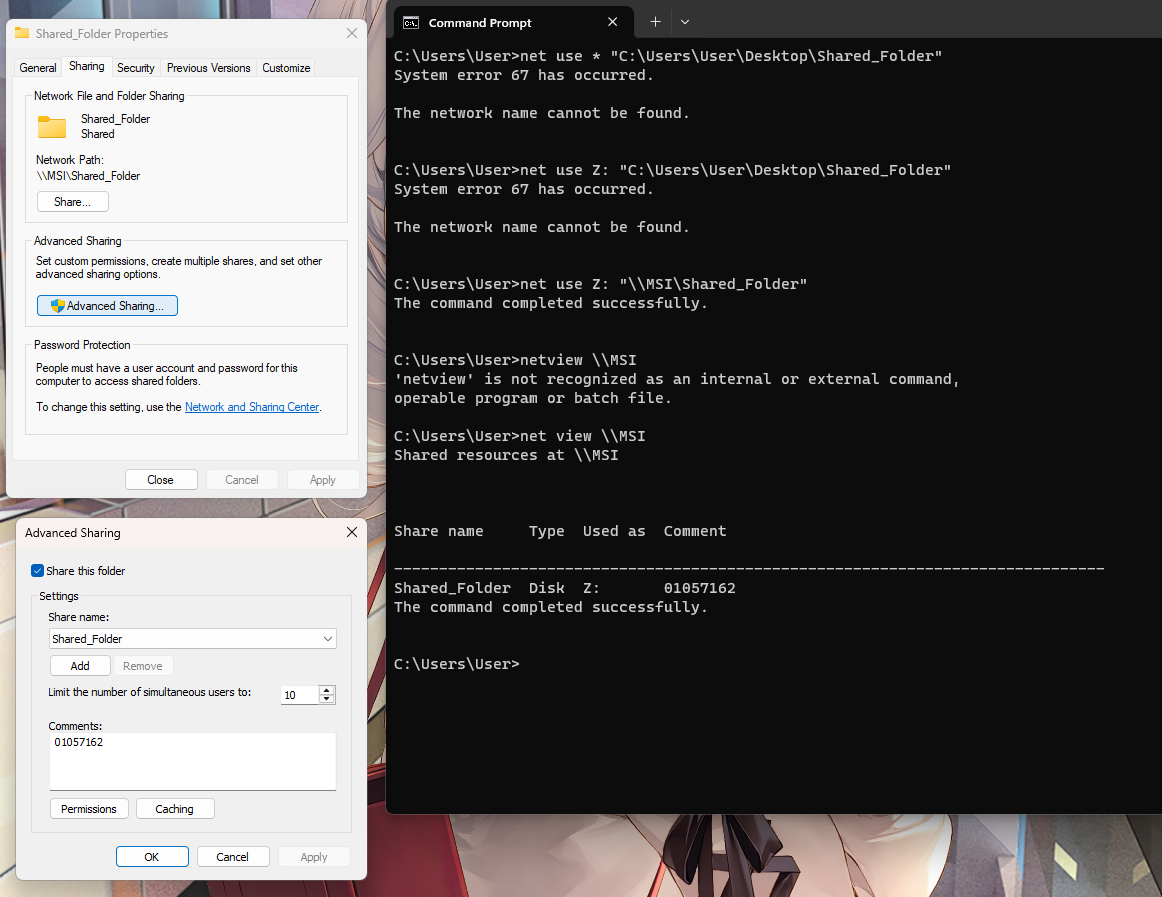 Shared_Folder Properties
General Sharing Security Previous Versions Customize
Network File and Folder Sharing
Shared_Folder
Shared
Network Path:
\\MSI\Shared_Folder
Share...
Advanced Sharing
Set custom permissions, create multiple shares, and set other
advanced sharing options.
Advanced Sharing...
Password Protection
People must have a user account and password for this
computer to access shared folders.
To change this setting, use the Network and Sharing Center.
Close Cancel Apply
Advanced Sharing
Share this folder
Settings
Share name:
Shared_Folder
Add Remove
Limit the number of simultaneous users to: 10
Comments:
01057162
Permissions Caching
OK Cancel Apply
Command Prompt
C:\Users\User>net use * "C:\Users\User\Desktop\Shared_Folder"
System error 67 has occurred.
The network name cannot be found.
C:\Users\User>net use Z: "C:\Users\User\Desktop\Shared_Folder"
System error 67 has occurred.
The network name cannot be found.
C:\Users\User>net use Z: "\\MSI\Shared_Folder"
The command completed successfully.
C:\Users\User>netview \\MSI
'netview' is not recognized as an internal or external command,
operable program or batch file.
C:\Users\User>net view \\MSI
Shared resources at \\MSI
Share name Type Used as Comment
-------------------------------------------------------------------------------
Shared_Folder Disk Z: 01057162
The command completed successfully.
C:\Users\User>